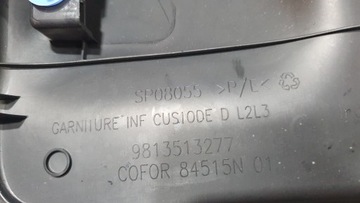 SP08055 >P/E<
GARNITURE INF CUSIODE D L2L3
9813513277
COFOR 84515N 01